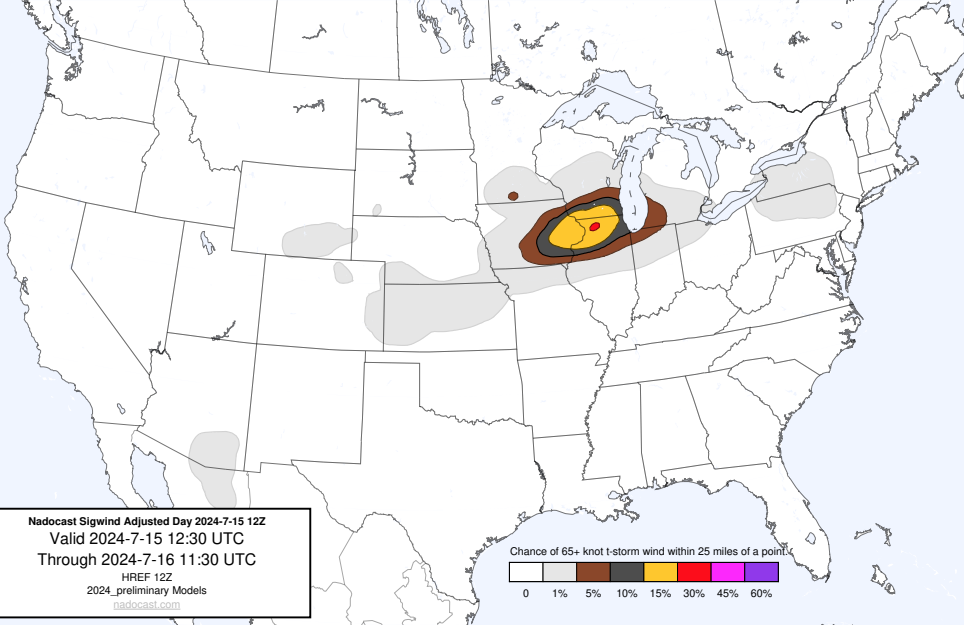 Nadocast Sigwind Adjusted Day 2024-7-15 12Z
Valid 2024-7-15 12:30 UTC
Through 2024-7-16 11:30 UTC
HREF 12Z
2024_preliminary Models
nadocast.com
Chance of 65+ knot t-storm wind within 25 miles of a point.
0 1% 5% 10% 15% 30% 45% 60%